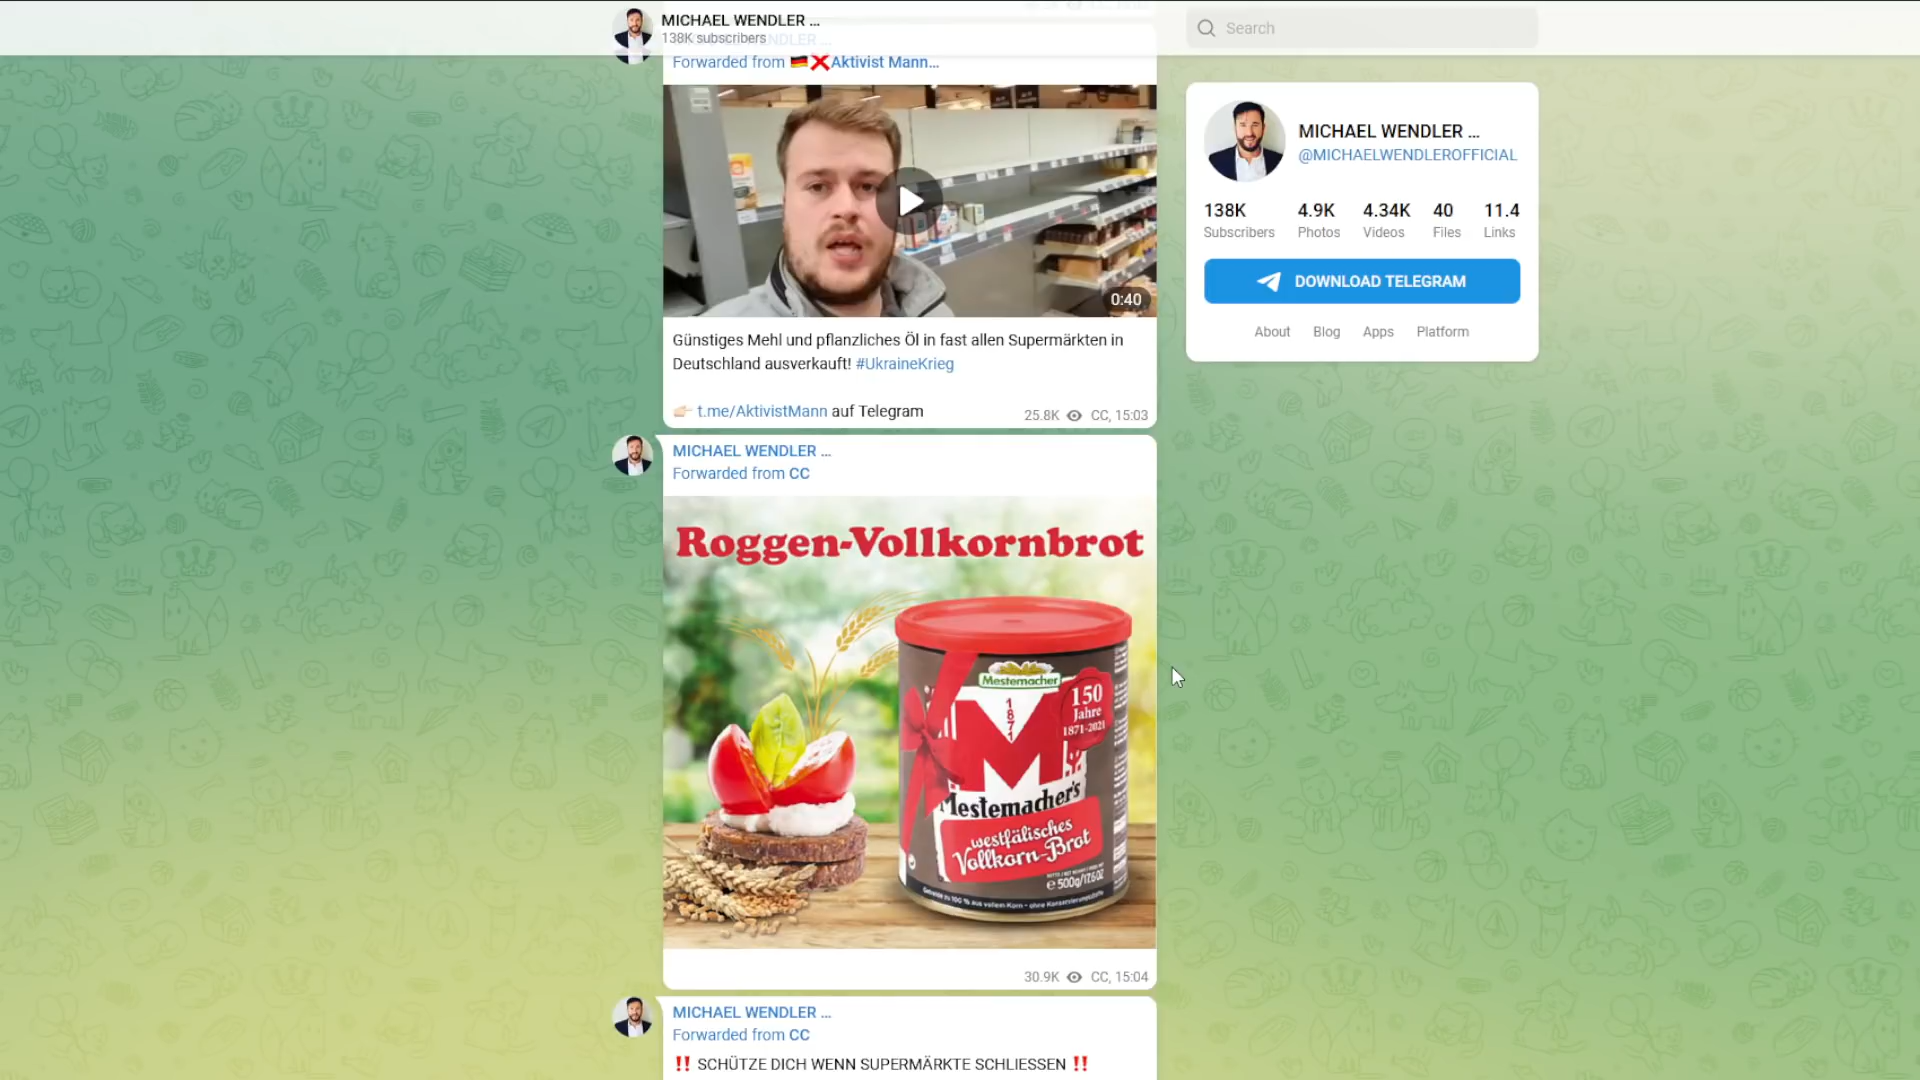 MICHAEL WENDLER ...
138K subscribers
Search
Forwarded from 🇩🇪❌Aktivist Mann...
0:40
Günstiges Mehl und pflanzliches Öl in fast allen Supermärkten in
Deutschland ausverkauft! #UkraineKrieg
👉🏻 t.me/AktivistMann auf Telegram
25.8K CC, 15:03
MICHAEL WENDLER ...
Forwarded from CC
Roggen-Vollkornbrot
Mestemacher
1871
150
Jahre
1871-2021
M
Mestemacher's
westfälisches
Vollkorn-Brot
e 500g/17.6 OZ
30.9K CC, 15:04
MICHAEL WENDLER ...
Forwarded from CC
‼️ SCHÜTZE DICH WENN SUPERMÄRKTE SCHLIESSEN ‼️
MICHAEL WENDLER ...
@MICHAELWENDLEROFFICIAL
138K 4.9K 4.34K 40 11.4
Subscribers Photos Videos Files Links
DOWNLOAD TELEGRAM
About Blog Apps Platform